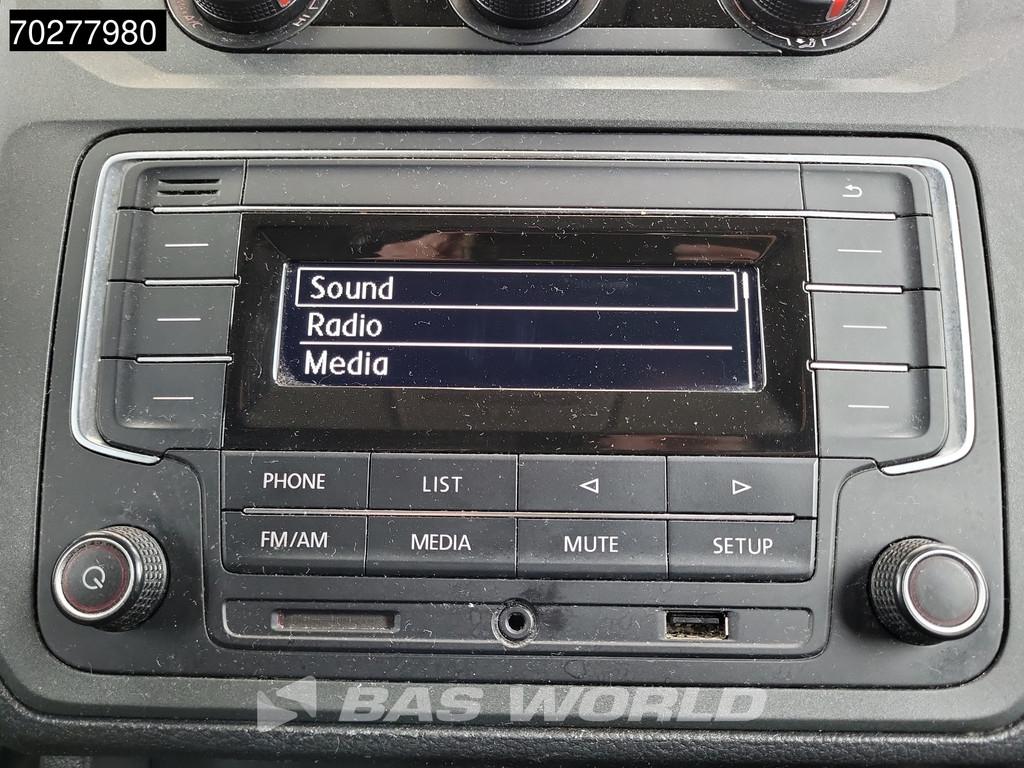 70277980
A/C
Sound
Radio
Media
PHONE
LIST
FM/AM
MEDIA
MUTE
SETUP
BAS WORLD